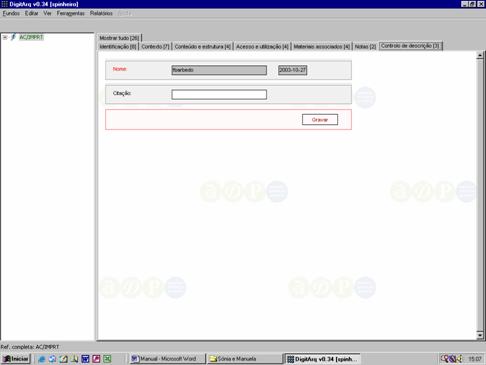 DigitArq v0.34 [spinheiro]
Fundos Editar Ver Ferramentas Relatórios Ajuda
AC/IMPRT
Mostrar tudo [26]
Identificação [6] Contexto [7] Conteúdo e estrutura [4] Acesso e utilização [4] Materiais associados [4] Notas [2] Controlo de descrição [3]
Nome: fbarbedo 2003-10-27
Citação:
Gravar
Ref. completa: AC/IMPRT
Iniciar Manual - Microsoft Word Sónia e Manuela DigitArq v0.34 [spinh... 15:07